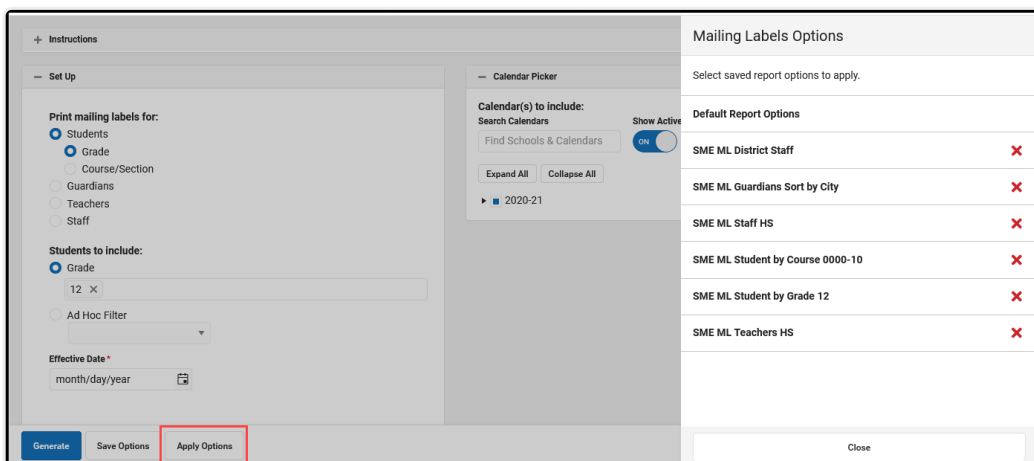 Instructions
Set Up
Print mailing labels for:
Students
Grade
Course/Section
Guardians
Teachers
Staff
Students to include:
Grade
12
Ad Hoc Filter
Effective Date*
month/day/year
Generate
Save Options
Apply Options
Calendar Picker
Calendar(s) to include:
Search Calendars
Show Active
Find Schools & Calendars
ON
Expand All
Collapse All
2020-21
Mailing Labels Options
Select saved report options to apply.
Default Report Options
SME ML District Staff
SME ML Guardians Sort by City
SME ML Staff HS
SME ML Student by Course 0000-10
SME ML Student by Grade 12
SME ML Teachers HS
Close